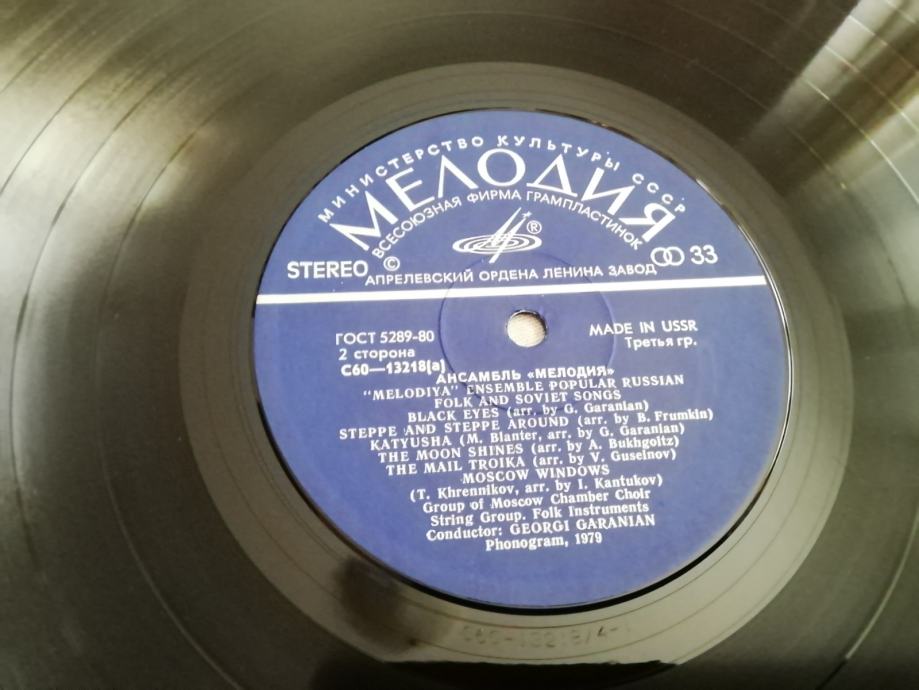 МИНИСТЕРСТВО КУЛЬТУРЫ СССР
МЕЛОДИЯ
ВСЕСОЮЗНАЯ ФИРМА ГРАМПЛАСТИНОК
®
STEREO © 33
АПРЕЛЕВСКИЙ ОРДЕНА ЛЕНИНА ЗАВОД
ГОСТ 5289-80
2 сторона
С60—13218(а)
MADE IN USSR
Третья гр.
АНСАМБЛЬ «МЕЛОДИЯ»
"MELODIYA" ENSEMBLE POPULAR RUSSIAN
FOLK AND SOVIET SONGS
BLACK EYES (arr. by G. Garanian)
STEPPE AND STEPPE AROUND (arr. by B. Frumkin)
KATYUSHA (M. Blanter, arr. by G. Garanian)
THE MOON SHINES (arr. by A. Bukhgoltz)
THE MAIL TROIKA (arr. by V. Guseinov)
MOSCOW WINDOWS
(T. Khrennikov, arr. by I. Kantukov)
Group of Moscow Chamber Choir
String Group. Folk Instruments
Conductor: GEORGI GARANIAN
Phonogram, 1979